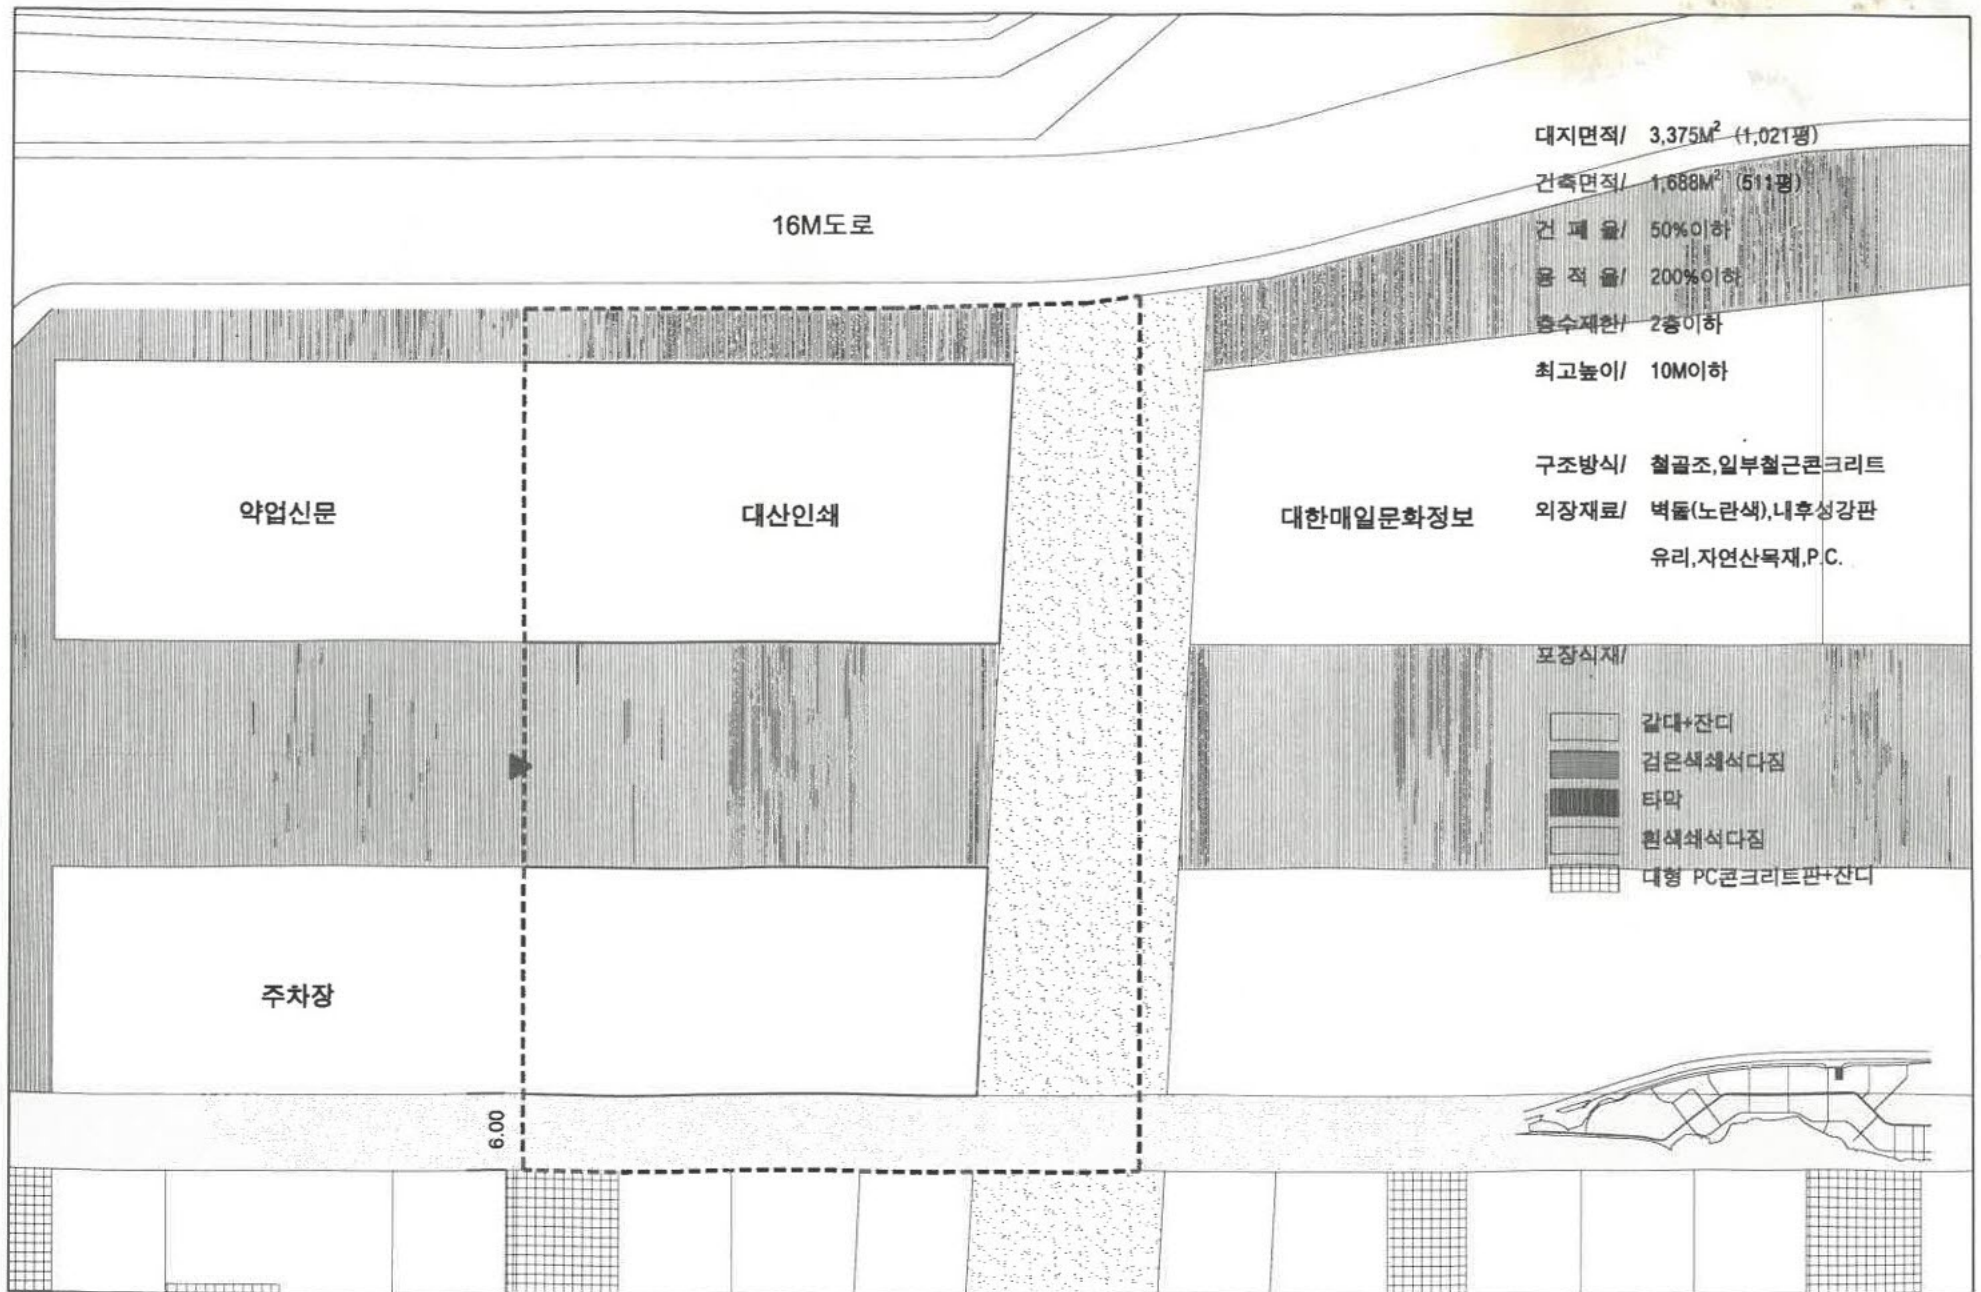 16M도로
대지면적/ 3,375M² (1,021평)
건축면적/ 1,688M² (511평)
건 폐 율/ 50%이하
용 적 율/ 200%이하
층수제한/ 2층이하
최고높이/ 10M이하
구조방식/ 철골조,일부철근콘크리트
외장재료/ 벽돌(노란색),내후성강판
유리,자연산목재,P.C.
약업신문
대산인쇄
대한매일문화정보
포장식재/
갈대+잔디
검은색쇄석다짐
타막
흰색쇄석다짐
대형 PC콘크리트판+잔디
주차장
6.00